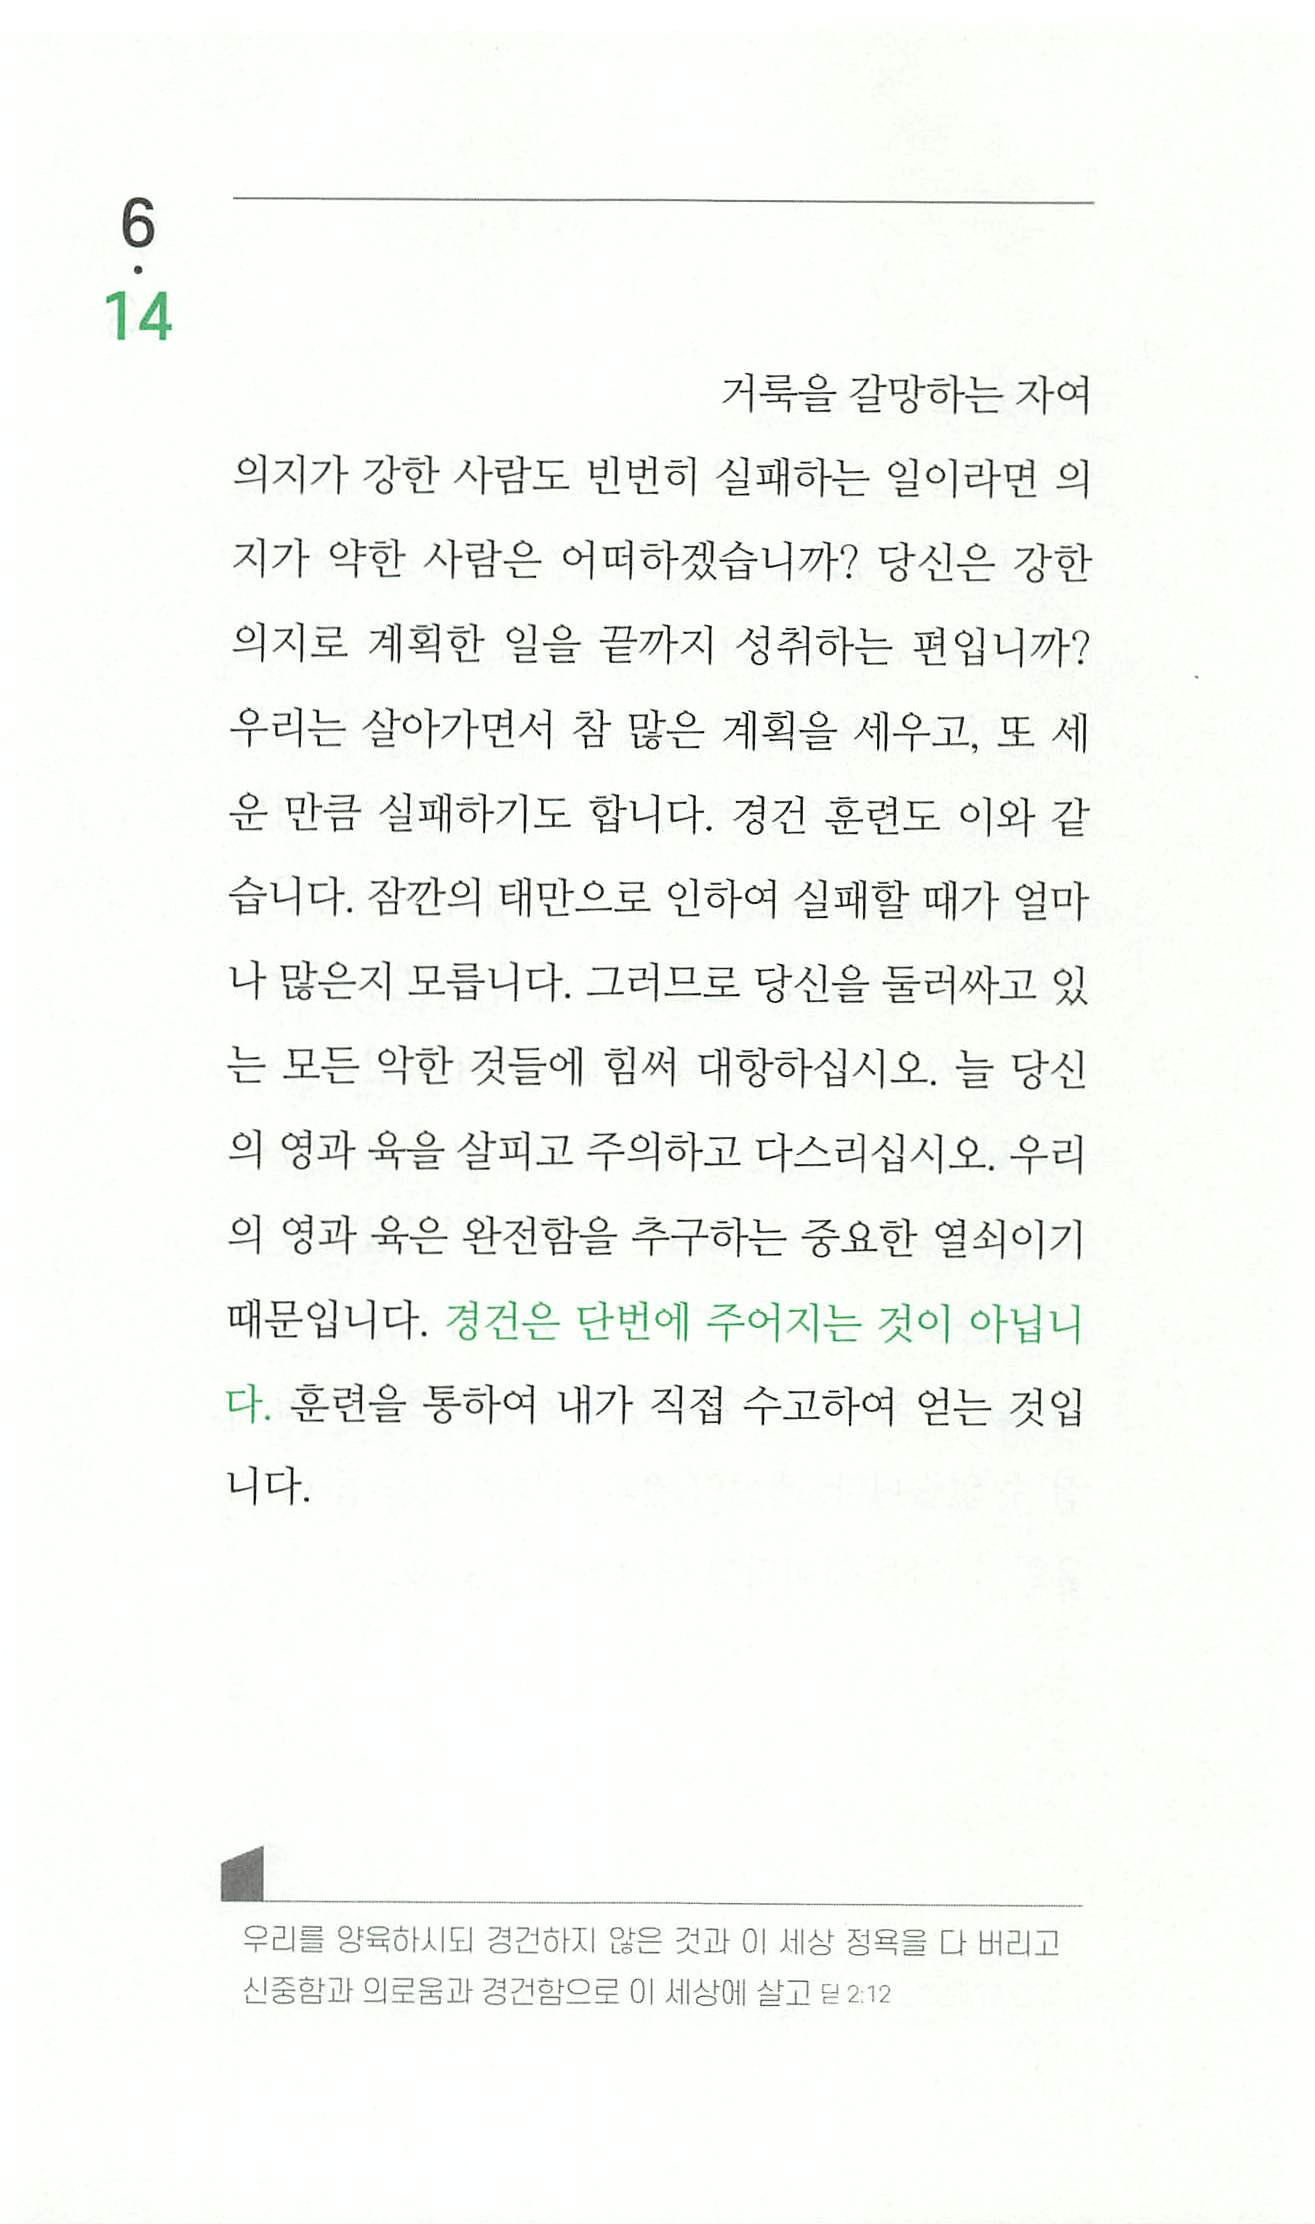 6
·
14
거룩을 갈망하는 자여
의지가 강한 사람도 빈번히 실패하는 일이라면 의
지가 약한 사람은 어떠하겠습니까? 당신은 강한
의지로 계획한 일을 끝까지 성취하는 편입니까?
우리는 살아가면서 참 많은 계획을 세우고, 또 세
운 만큼 실패하기도 합니다. 경건 훈련도 이와 같
습니다. 잠깐의 태만으로 인하여 실패할 때가 얼마
나 많은지 모릅니다. 그러므로 당신을 둘러싸고 있
는 모든 악한 것들에 힘써 대항하십시오. 늘 당신
의 영과 육을 살피고 주의하고 다스리십시오. 우리
의 영과 육은 완전함을 추구하는 중요한 열쇠이기
때문입니다. 경건은 단번에 주어지는 것이 아닙니
다. 훈련을 통하여 내가 직접 수고하여 얻는 것입
니다.
우리를 양육하시되 경건하지 않은 것과 이 세상 정욕을 다 버리고
신중함과 의로움과 경건함으로 이 세상에 살고 딛 2:12